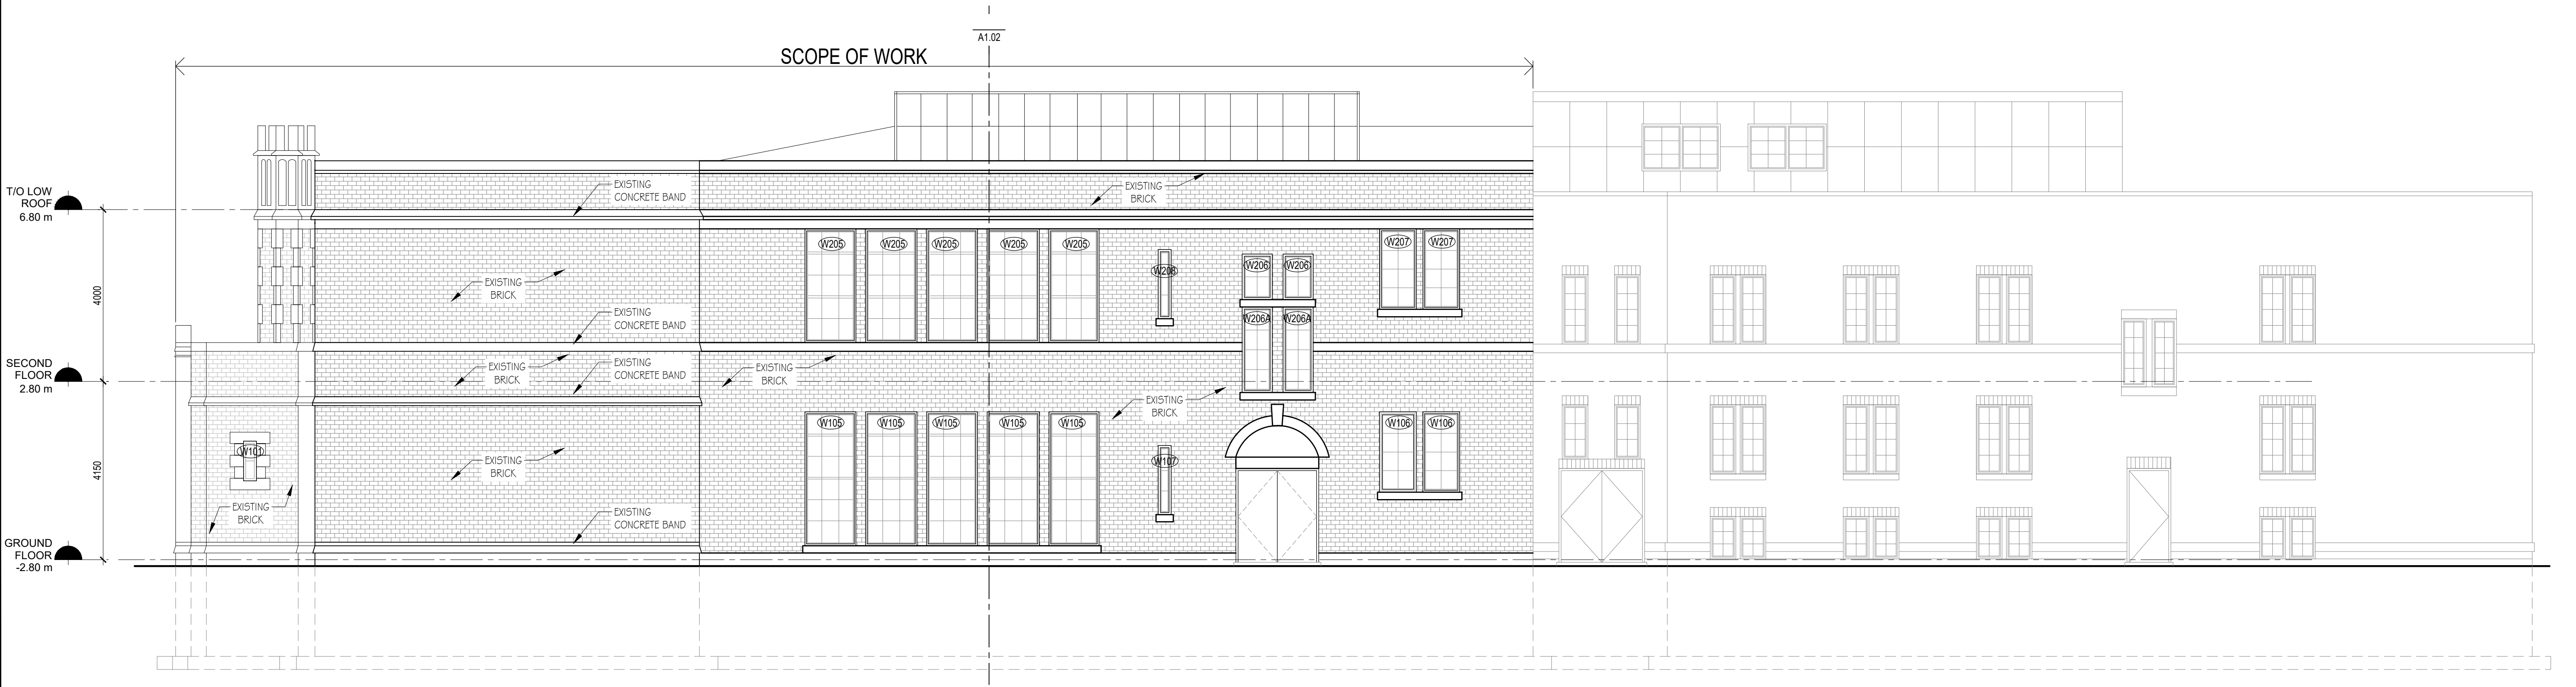 A1.02
SCOPE OF WORK
T/O LOW
ROOF
6.80 m
EXISTING
CONCRETE BAND
EXISTING
BRICK
W205
W205
W205
W205
W205
W208
W206
W206
W207
W207
4000
EXISTING
BRICK
EXISTING
CONCRETE BAND
W206A
W206A
SECOND
FLOOR
2.80 m
EXISTING
BRICK
EXISTING
CONCRETE BAND
EXISTING
BRICK
EXISTING
BRICK
W105
W105
W105
W105
W105
W106
W106
W101
W107
4150
EXISTING
BRICK
EXISTING
BRICK
EXISTING
CONCRETE BAND
GROUND
FLOOR
-2.80 m